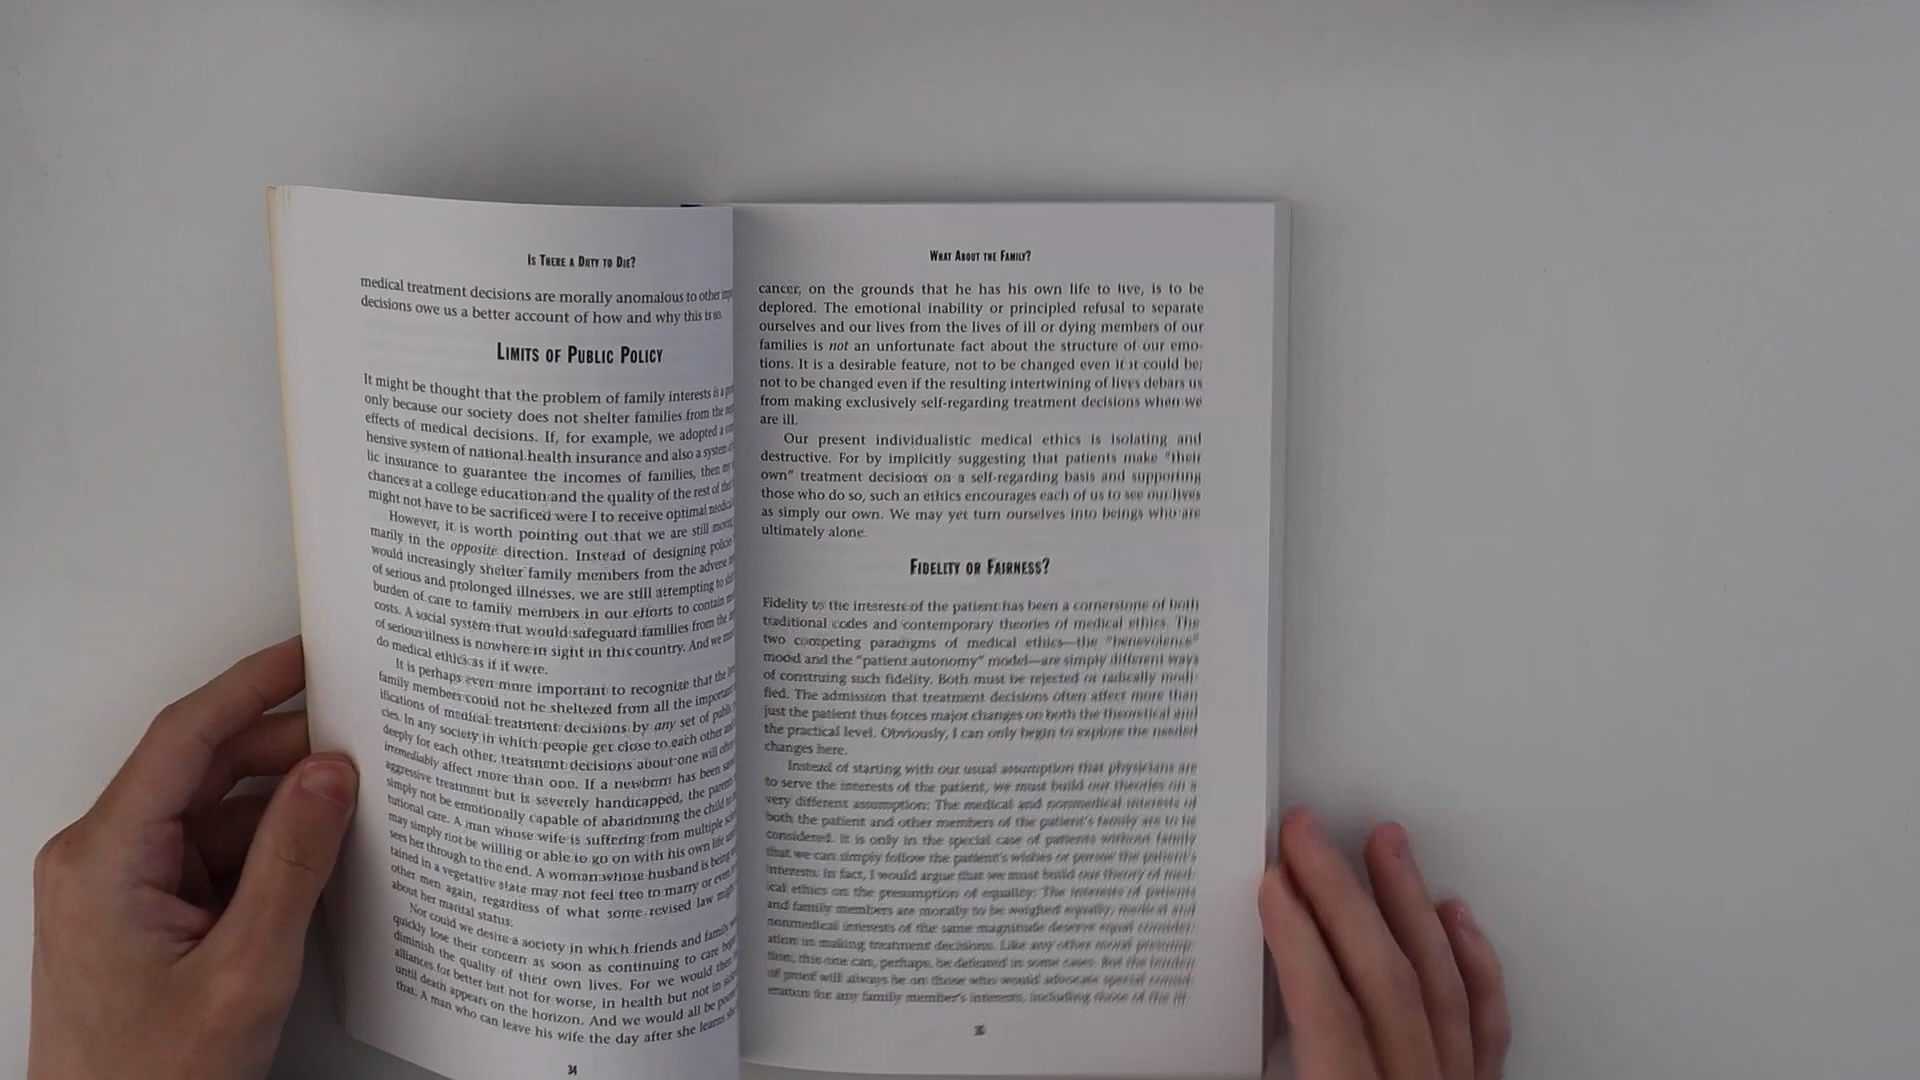 IS THERE A DUTY TO DIE?
medical treatment decisions are morally anomalous to other
decisions owe us a better account of how and why this is so.
LIMITS OF PUBLIC POLICY
It might be thought that the problem of family interests is a
only because our society does not shelter families from the
effects of medical decisions. If, for example, we adopted a
hensive system of national health insurance and also a system
lic insurance to guarantee the incomes of families, then my
chances at a college education and the quality of the rest of
might not have to be sacrificed were I to receive optimal medical
However, it is worth pointing out that we are still moving
marily in the opposite direction. Instead of designing policies
would increasingly shelter family members from the adverse
of serious and prolonged illnesses, we are still attempting to
burden of care to family members in our efforts to contain
costs. A social system that would safeguard families from the
of serious illness is nowhere in sight in this country. And we must
do medical ethics as if it were.
It is perhaps even more important to recognize that the
family members could not be sheltered from all the important
ifications of medical treatment decisions by any set of public
cies. In any society in which people get close to each other and
deeply for each other, treatment decisions about one will often
irremediably affect more than one. If a newborn has been
aggressive treatment but is severely handicapped, the parents
simply not be emotionally capable of abandoning the child to
tutional care. A man whose wife is suffering from multiple
may simply not be willing or able to go on with his own life
sees her through to the end. A woman whose husband is being
tained in a vegetative state may not feel free to marry or even
other men again, regardless of what some revised law might
about her marital status.
Nor could we desire a society in which friends and family
quickly lose their concern as soon as continuing to care
diminish the quality of their own lives. For we would then
alliances for better but not for worse, in health but not in
until death appears on the horizon. And we would all be
that. A man who can leave his wife the day after she learns she
34
WHAT ABOUT THE FAMILY?
cancer, on the grounds that he has his own life to live, is to be
deplored. The emotional inability or principled refusal to separate
ourselves and our lives from the lives of ill or dying members of our
families is not an unfortunate fact about the structure of our emo-
tions. It is a desirable feature, not to be changed even if it could be;
not to be changed even if the resulting intertwining of lives debars us
from making exclusively self-regarding treatment decisions when we
are ill.
Our present individualistic medical ethics is isolating and
destructive. For by implicitly suggesting that patients make "their
own" treatment decisions on a self-regarding basis and supporting
those who do so, such an ethics encourages each of us to see our lives
as simply our own. We may yet turn ourselves into beings who are
ultimately alone.
FIDELITY OR FAIRNESS?
Fidelity to the interests of the patient has been a cornerstone of both
traditional codes and contemporary theories of medical ethics. The
two competing paradigms of medical ethics—the "benevolence"
mood and the "patient autonomy" model—are simply different ways
of construing such fidelity. Both must be rejected or radically modi-
fied. The admission that treatment decisions often affect more than
just the patient thus forces major changes on both the theoretical and
the practical level. Obviously, I can only begin to explore the needed
changes here.
Instead of starting with our usual assumption that physicians are
to serve the interests of the patient, we must build our theories on a
very different assumption: The medical and nonmedical interests of
both the patient and other members of the patient's family are to be
considered. It is only in the special case of patients without family
that we can simply follow the patient's wishes or pursue the patient's
interests. In fact, I would argue that we must build our theory of med-
ical ethics on the presumption of equality: The interests of patients
and family members are morally to be weighed equally; medical and
nonmedical interests of the same magnitude deserve equal consider-
ation in making treatment decisions. Like any other moral presump-
tion, this one can, perhaps, be defeated in some cases. But the burden
of proof will always be on those who would advocate special consid-
eration for any family member's interests, including those of the ill.